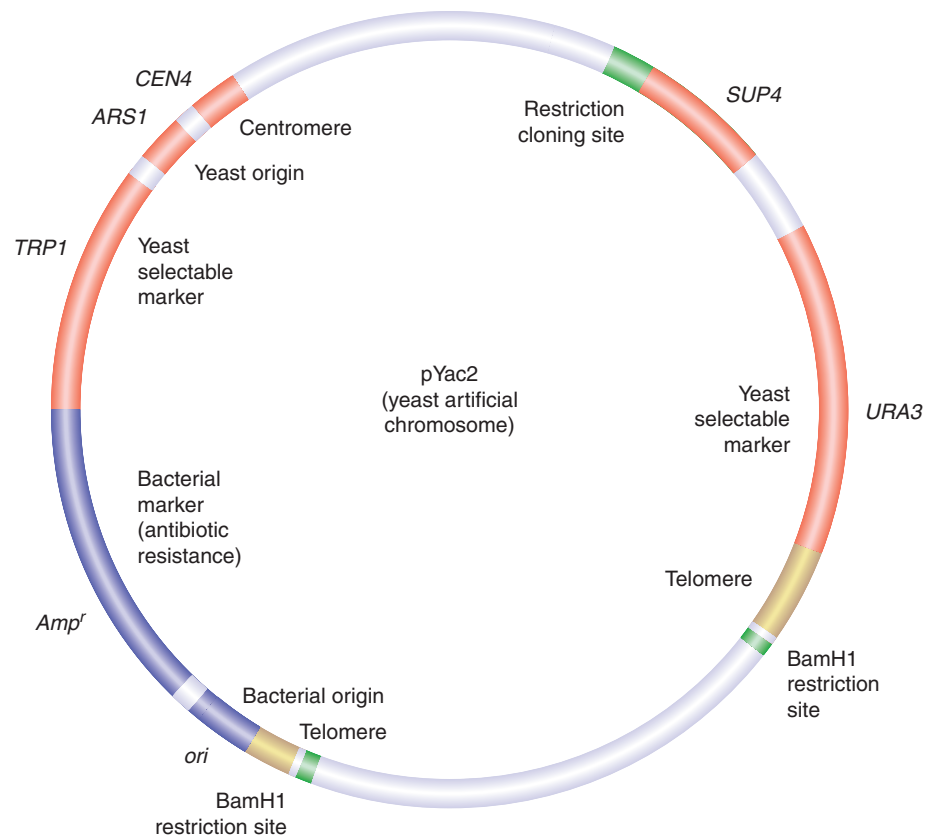 CEN4
ARS1
Centromere
Yeast origin
TRP1
Yeast
selectable
marker
Restriction
cloning site
SUP4
pYac2
(yeast artificial
chromosome)
Yeast
selectable
marker
URA3
Bacterial
marker
(antibiotic
resistance)
Ampr
Telomere
BamH1
restriction
site
Bacterial origin
Telomere
ori
BamH1
restriction site